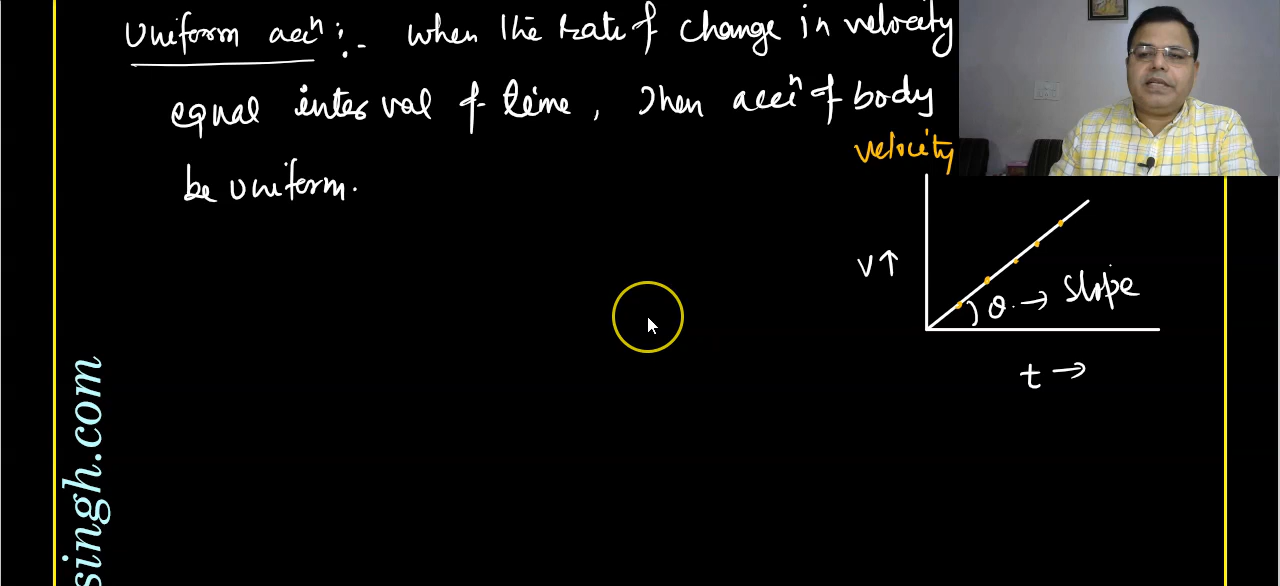 Uniform accⁿ :- when the rate of change in velocity
equal interval of time, then accⁿ of body
be uniform.
velocity
v↑
θ → slope
t →
singh.com